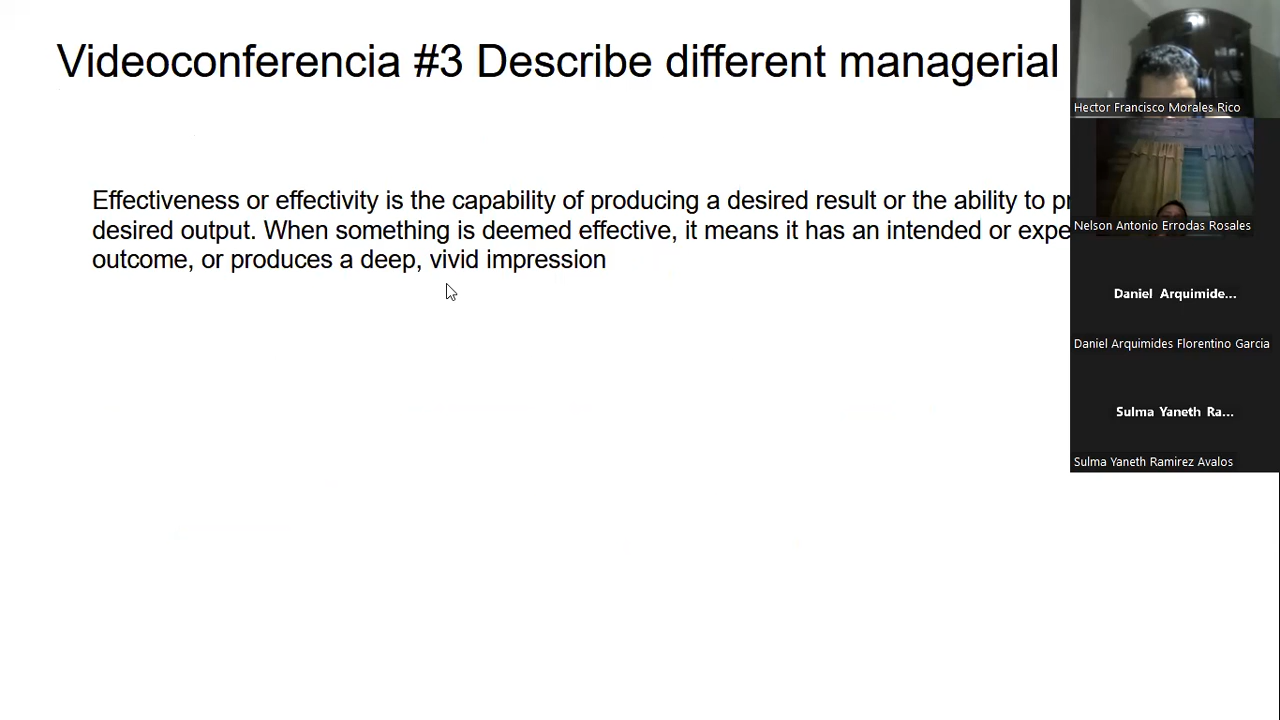 Videoconferencia #3 Describe different managerial
Effectiveness or effectivity is the capability of producing a desired result or the ability to
desired output. When something is deemed effective, it means it has an intended or
outcome, or produces a deep, vivid impression
Hector Francisco Morales Rico
Nelson Antonio Errodas Rosales
Daniel Arquimide...
Daniel Arquimides Florentino Garcia
Sulma Yaneth Ra...
Sulma Yaneth Ramirez Avalos